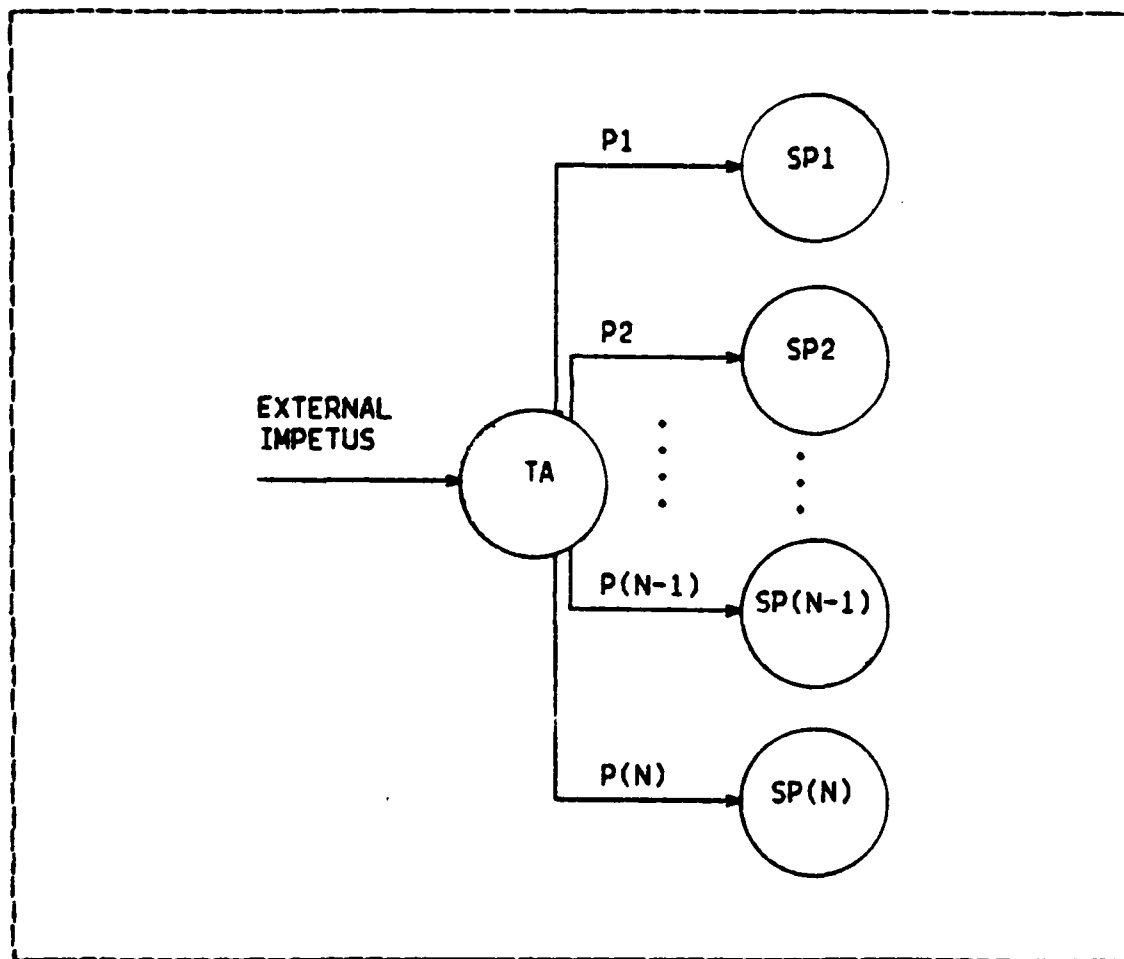 P1
SP1
P2
SP2
EXTERNAL
IMPETUS
TA
P(N-1)
SP(N-1)
P(N)
SP(N)